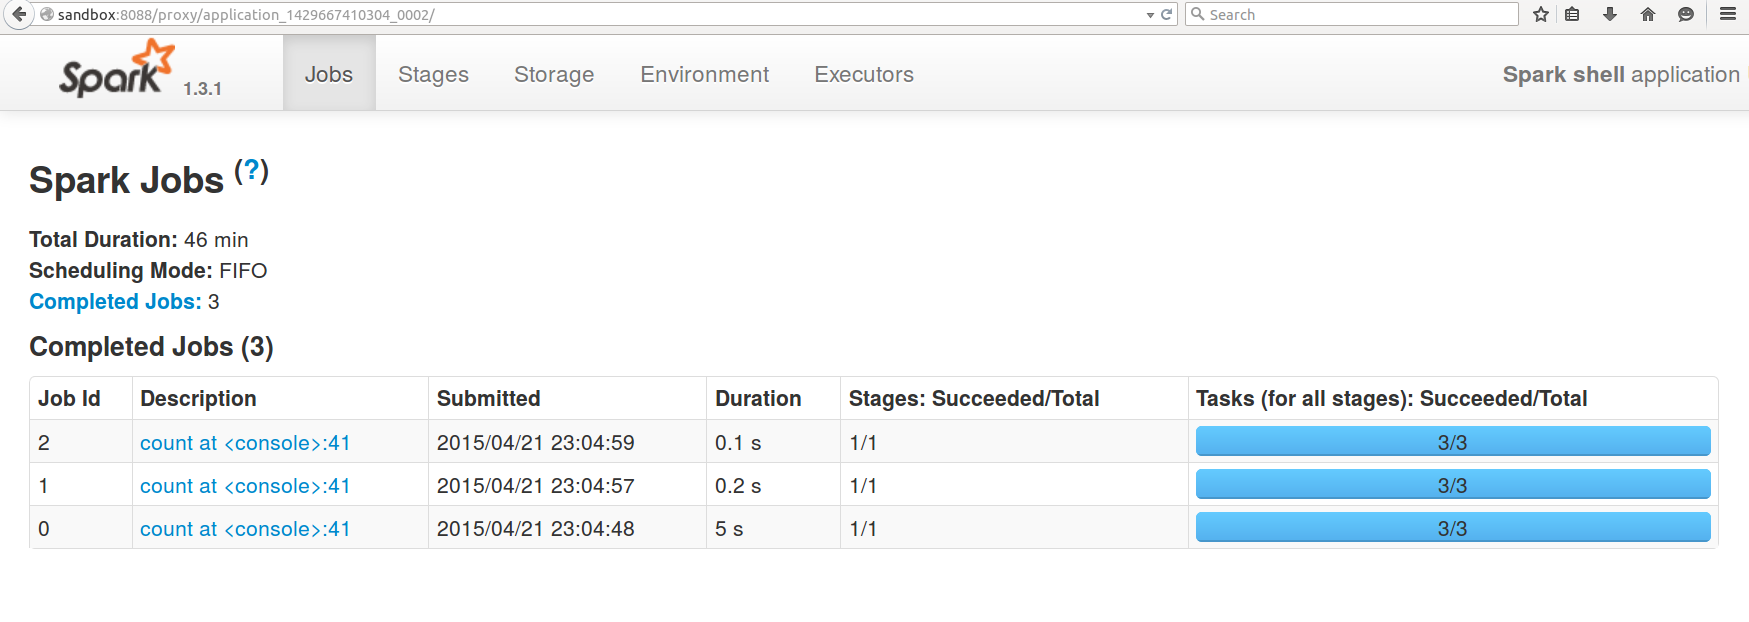 sandbox:8088/proxy/application_1429667410304_0002/ Search
Spark 1.3.1 Jobs Stages Storage Environment Executors Spark shell application
Spark Jobs (?)
Total Duration: 46 min
Scheduling Mode: FIFO
Completed Jobs: 3
Completed Jobs (3)
Job Id Description Submitted Duration Stages: Succeeded/Total Tasks (for all stages): Succeeded/Total
2 count at <console>:41 2015/04/21 23:04:59 0.1 s 1/1 3/3
1 count at <console>:41 2015/04/21 23:04:57 0.2 s 1/1 3/3
0 count at <console>:41 2015/04/21 23:04:48 5 s 1/1 3/3